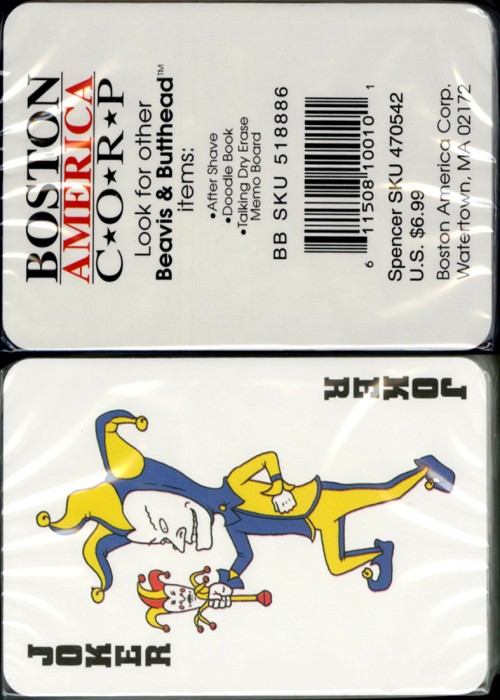 BOSTON
AMERICA
C★O★R★P
Look for other
Beavis & Butthead™
items:
•After Shave
•Doodle Book
•Talking Dry Erase
Memo Board
BB SKU 518886
6 11508 10010 1
Spencer SKU 470542
U.S. $6.99
Boston America Corp.
Watertown, MA 02172
JOKER
JOKER